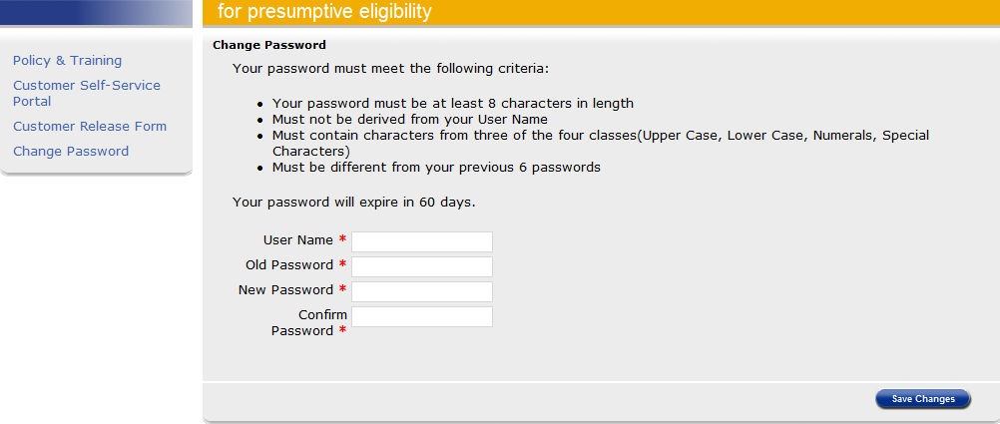 for presumptive eligibility
Policy & Training
Customer Self-Service
Portal
Customer Release Form
Change Password
Change Password
Your password must meet the following criteria:
• Your password must be at least 8 characters in length
• Must not be derived from your User Name
• Must contain characters from three of the four classes(Upper Case, Lower Case, Numerals, Special
Characters)
• Must be different from your previous 6 passwords
Your password will expire in 60 days.
User Name *
Old Password *
New Password *
Confirm
Password *
Save Changes